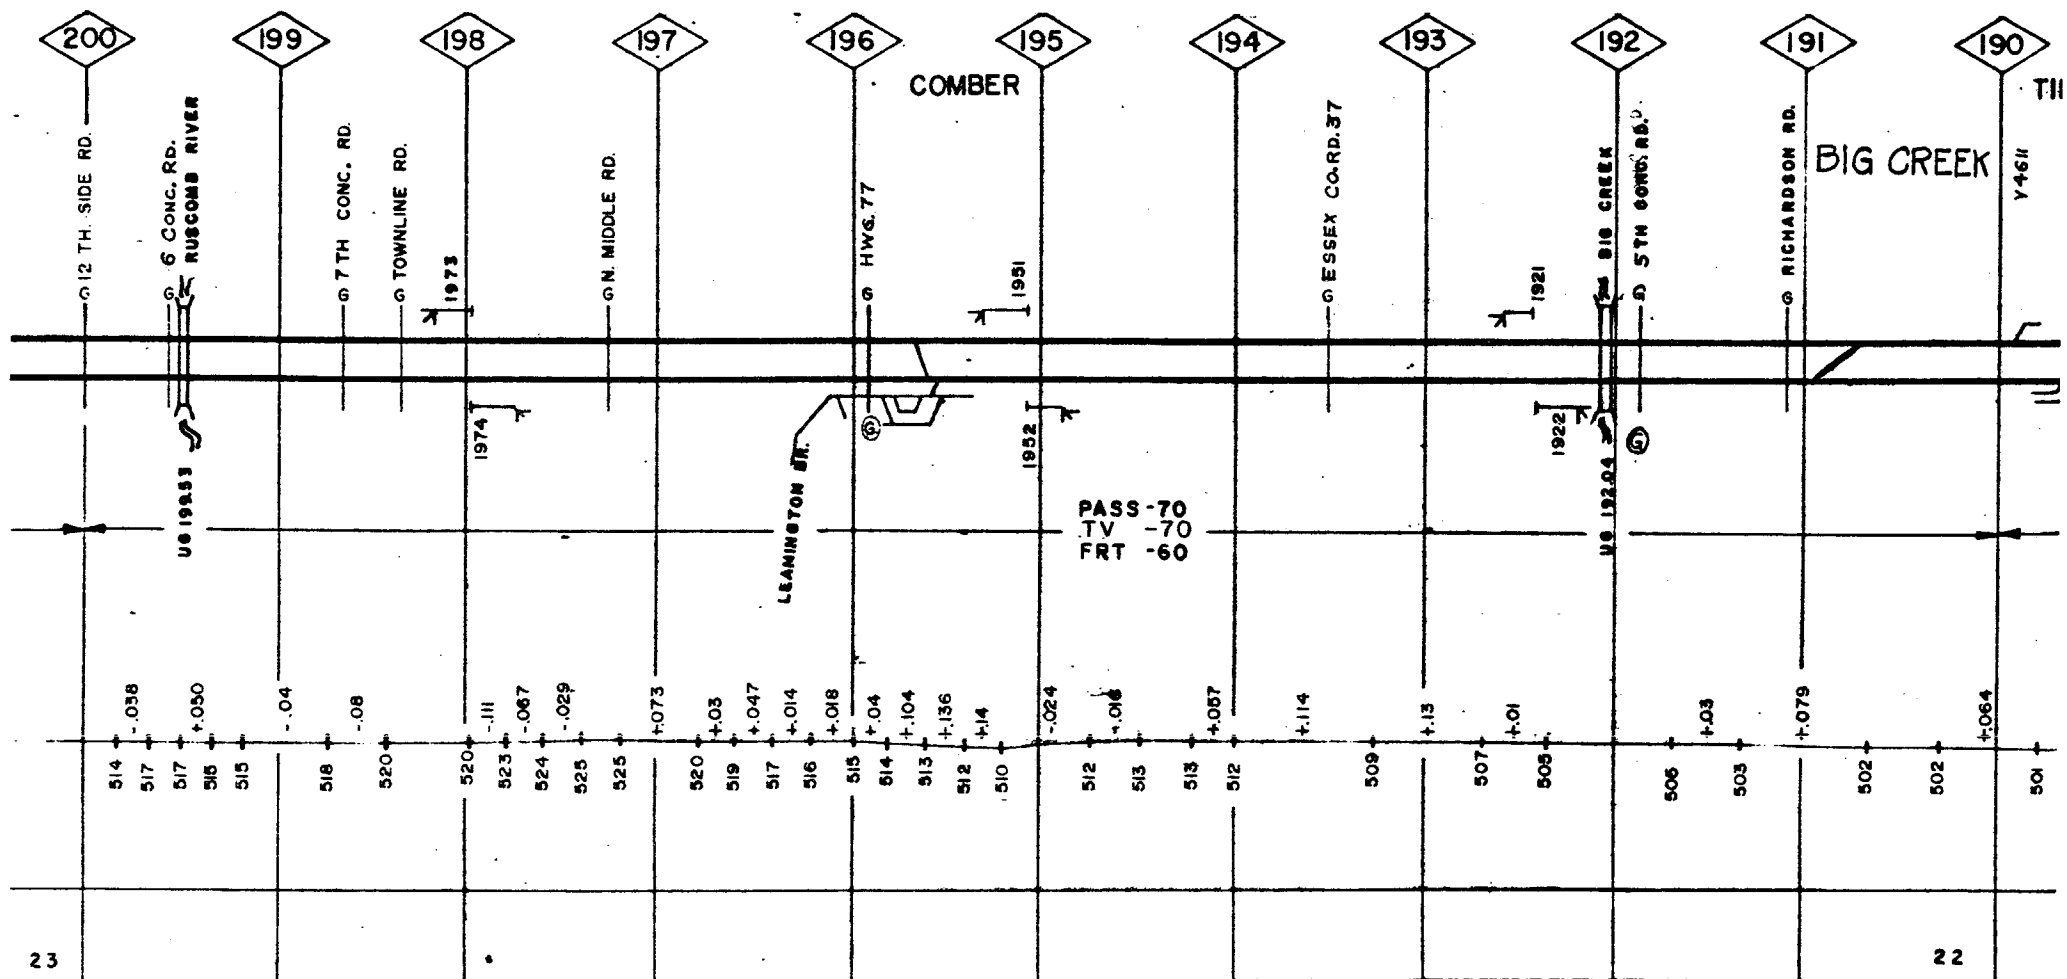 200 199 198 197 196 195 194 193 192 191 190
COMBER
T11
12 TH. SIDE RD.
6 CONC. RD.
RUSCOMB RIVER
7 TH CONC. RD.
TOWNLINE RD.
1973
N. MIDDLE RD.
HWG. 77
1951
ESSEX CO.RD. 37
1921
BIG CREEK
5TH CONC. RD.
RICHARDSON RD.
BIG CREEK
Y4611
G G G G G G G G G
1974
1952
1922
G G
UG 199.53
LEAMINGTON BR.
UG 192.04
PASS -70
TV -70
FRT -60
-.038 +.050 -.04 -.08 -.111 -.067 -.029 +.073 +.03 +.047 +.014 +.018 +.04 +.104 +.136 +.14 -.024 +.057 +.114 +.13 +.01 +.03 +.079 +.064
514 517 517 516 515 518 520 520 523 524 525 525 520 519 517 516 515 514 513 512 510 512 513 513 512 509 507 505 506 503 502 502 501
23
22